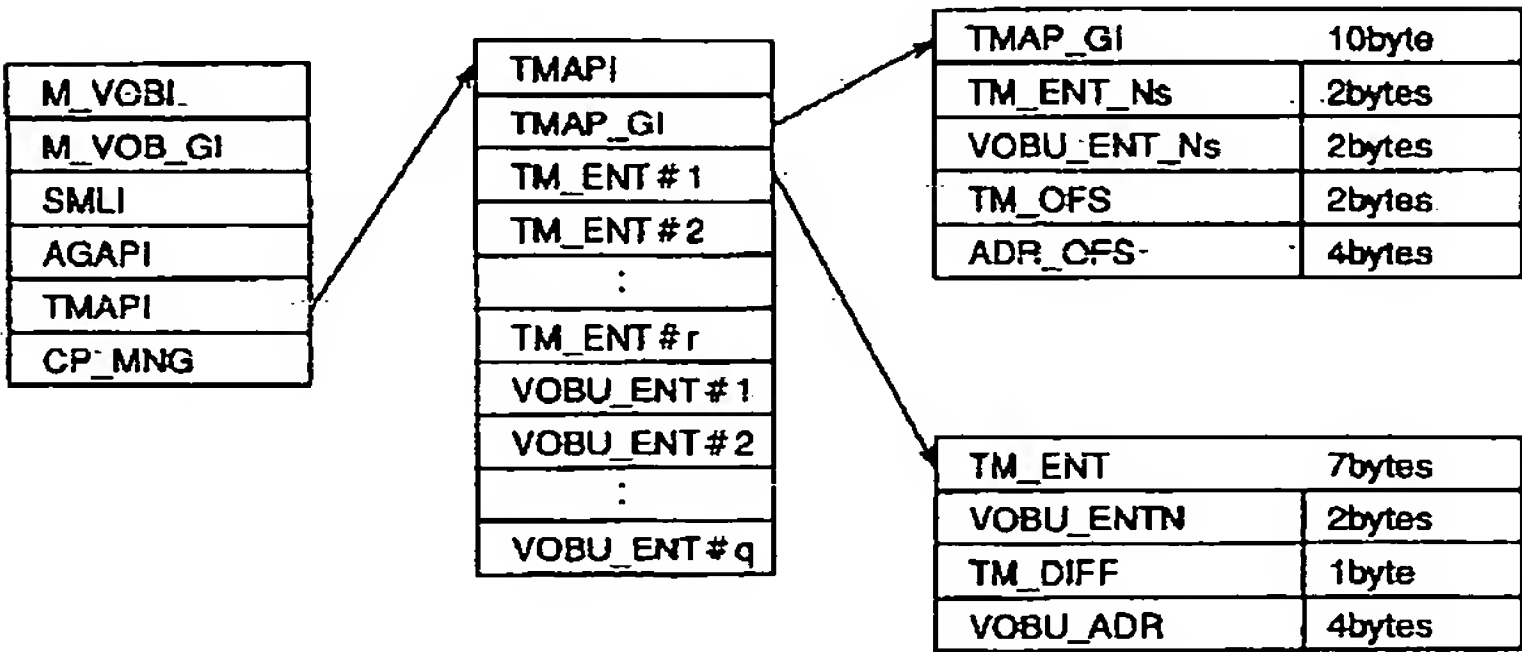 M_VOBI
M_VOB_GI
SMLI
AGAPI
TMAPI
CP_MNG
TMAPI
TMAP_GI
TM_ENT#1
TM_ENT#2
:
TM_ENT#r
VOBU_ENT#1
VOBU_ENT#2
:
VOBU_ENT#q
TMAP_GI 10byte
TM_ENT_Ns 2bytes
VOBU_ENT_Ns 2bytes
TM_OFS 2bytes
ADR_OFS 4bytes
TM_ENT 7bytes
VOBU_ENTN 2bytes
TM_DIFF 1byte
VOBU_ADR 4bytes